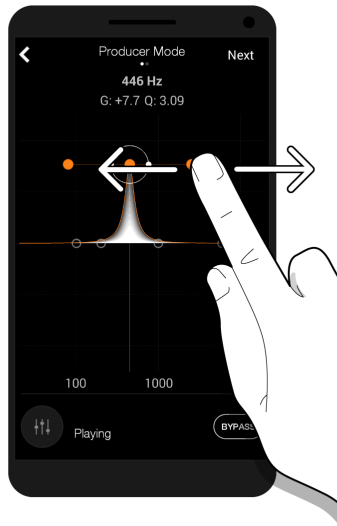 Producer Mode
Next
446 Hz
G: +7.7 Q: 3.09
100 1000
Playing
BYPASS